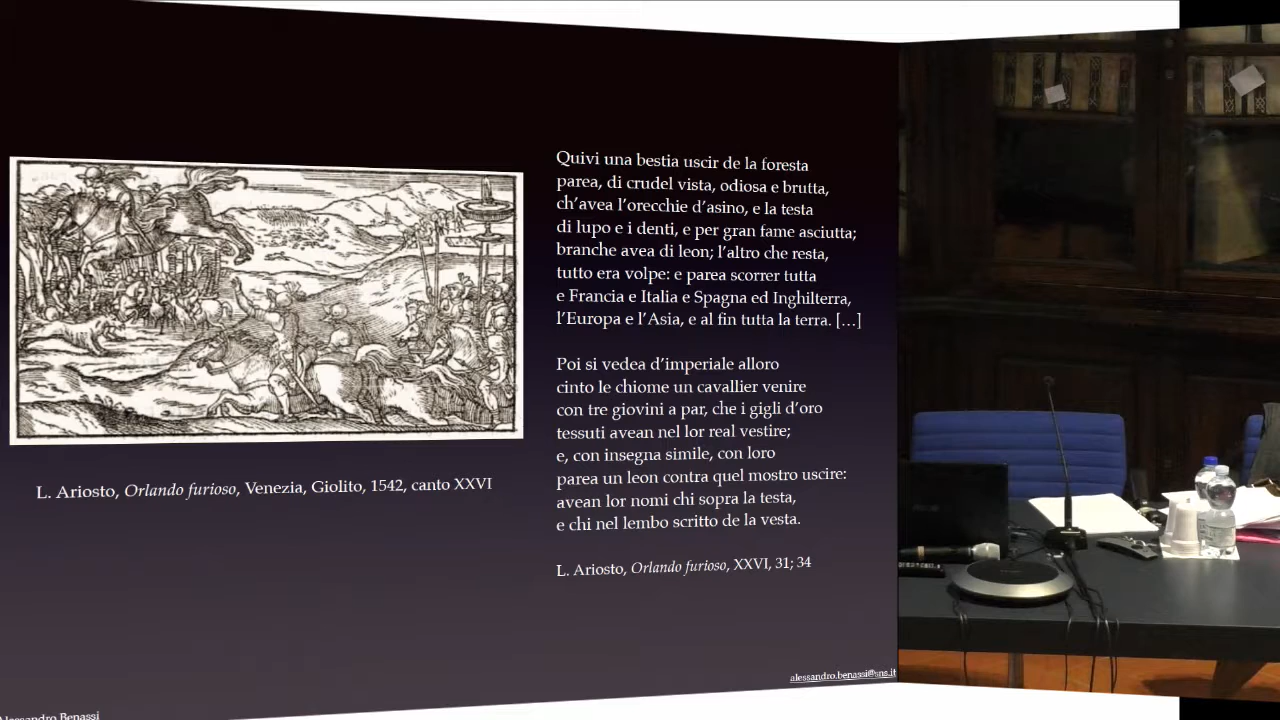 Quivi una bestia uscir de la foresta
parea, di crudel vista, odiosa e brutta,
ch'avea l'orecchie d'asino, e la testa
di lupo e i denti, e per gran fame asciutta;
branche avea di leon; l'altro che resta,
tutto era volpe: e parea scorrer tutta
e Francia e Italia e Spagna ed Inghilterra,
l'Europa e l'Asia, e al fin tutta la terra. […]
Poi si vedea d'imperiale alloro
cinto le chiome un cavallier venire
con tre giovini a par, che i gigli d'oro
tessuti avean nel lor real vestire;
e, con insegna simile, con loro
parea un leon contra quel mostro uscire:
avean lor nomi chi sopra la testa,
e chi nel lembo scritto de la vesta.
L. Ariosto, Orlando furioso, XXVI, 31; 34
L. Ariosto, Orlando furioso, Venezia, Giolito, 1542, canto XXVI
alessandro.benassi@sns.it
Alessandro Benassi